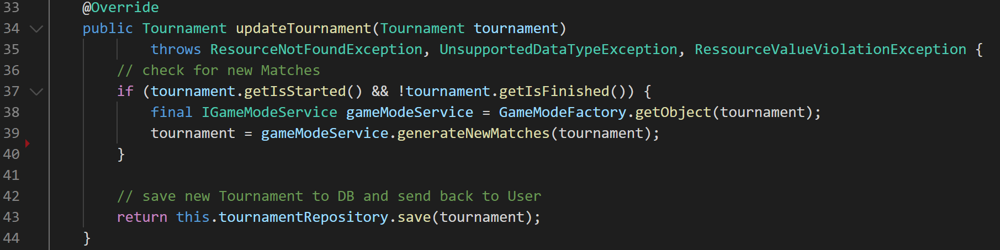 33 @Override
34 public Tournament updateTournament(Tournament tournament)
35 throws ResourceNotFoundException, UnsupportedDataTypeException, RessourceValueViolationException {
36 // check for new Matches
37 if (tournament.getIsStarted() && !tournament.getIsFinished()) {
38 final IGameModeService gameModeService = GameModeFactory.getObject(tournament);
39 tournament = gameModeService.generateNewMatches(tournament);
40 }
41
42 // save new Tournament to DB and send back to User
43 return this.tournamentRepository.save(tournament);
44 }